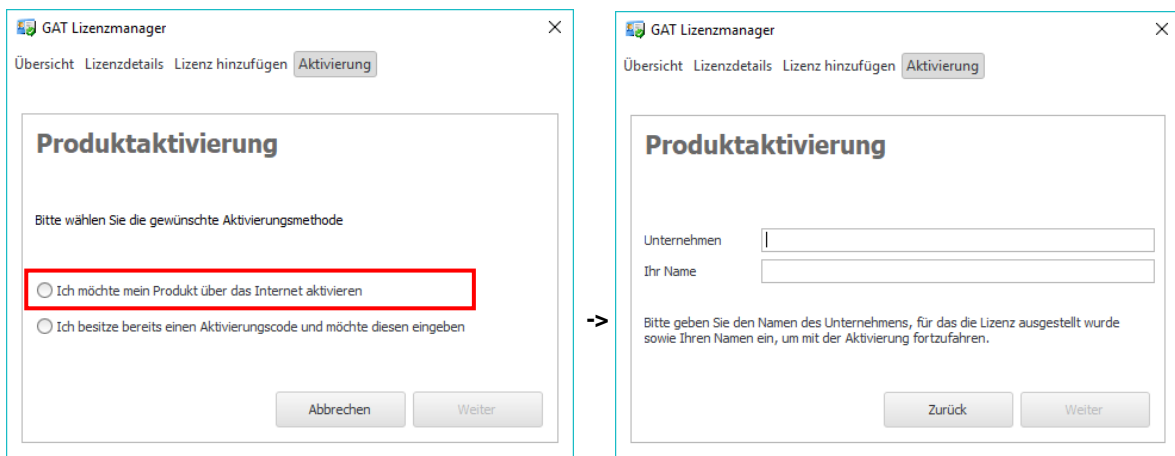 GAT Lizenzmanager
Übersicht Lizenzdetails Lizenz hinzufügen Aktivierung
Produktaktivierung
Bitte wählen Sie die gewünschte Aktivierungsmethode
Ich möchte mein Produkt über das Internet aktivieren
Ich besitze bereits einen Aktivierungscode und möchte diesen eingeben
Abbrechen Weiter
->
GAT Lizenzmanager
Übersicht Lizenzdetails Lizenz hinzufügen Aktivierung
Produktaktivierung
Unternehmen
Ihr Name
Bitte geben Sie den Namen des Unternehmens, für das die Lizenz ausgestellt wurde
sowie Ihren Namen ein, um mit der Aktivierung fortzufahren.
Zurück Weiter